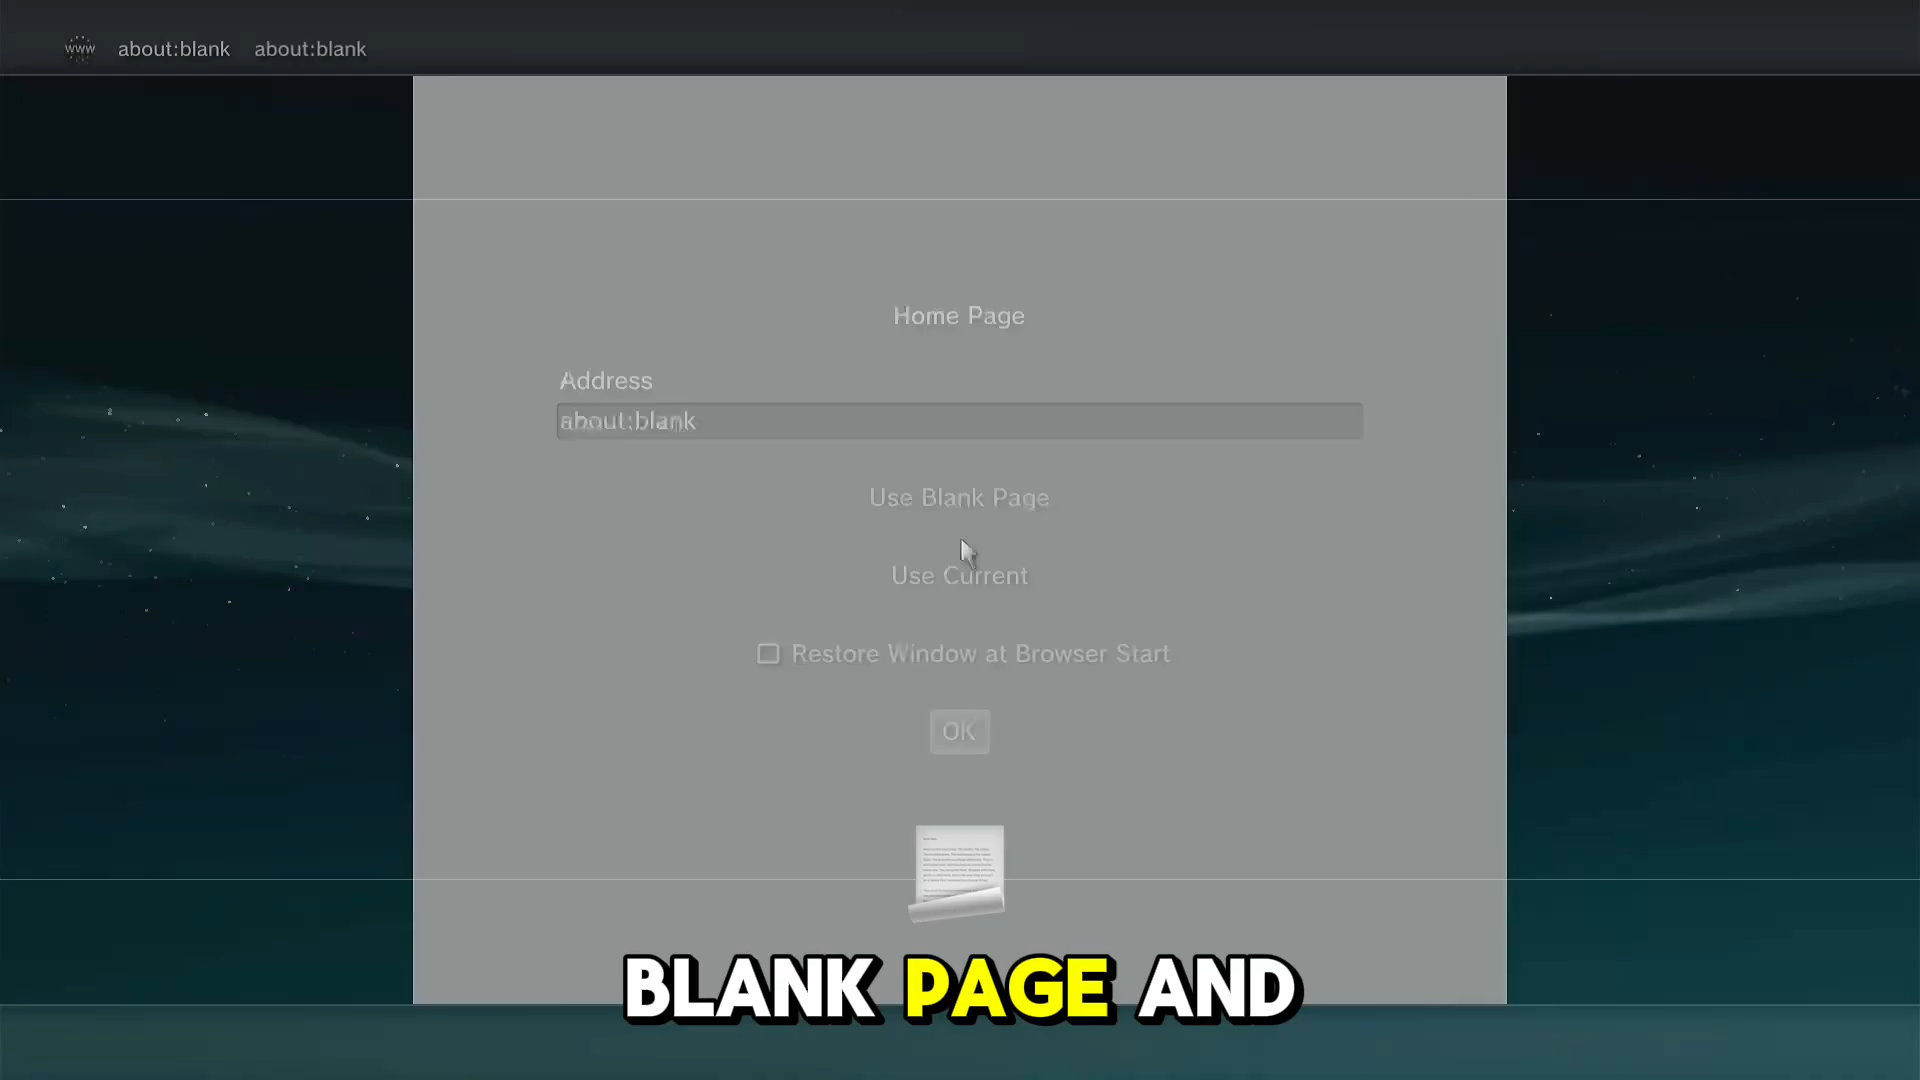 www about:blank about:blank
Home Page
Address
about:blank
Use Blank Page
Use Current
Restore Window at Browser Start
OK
BLANK PAGE AND